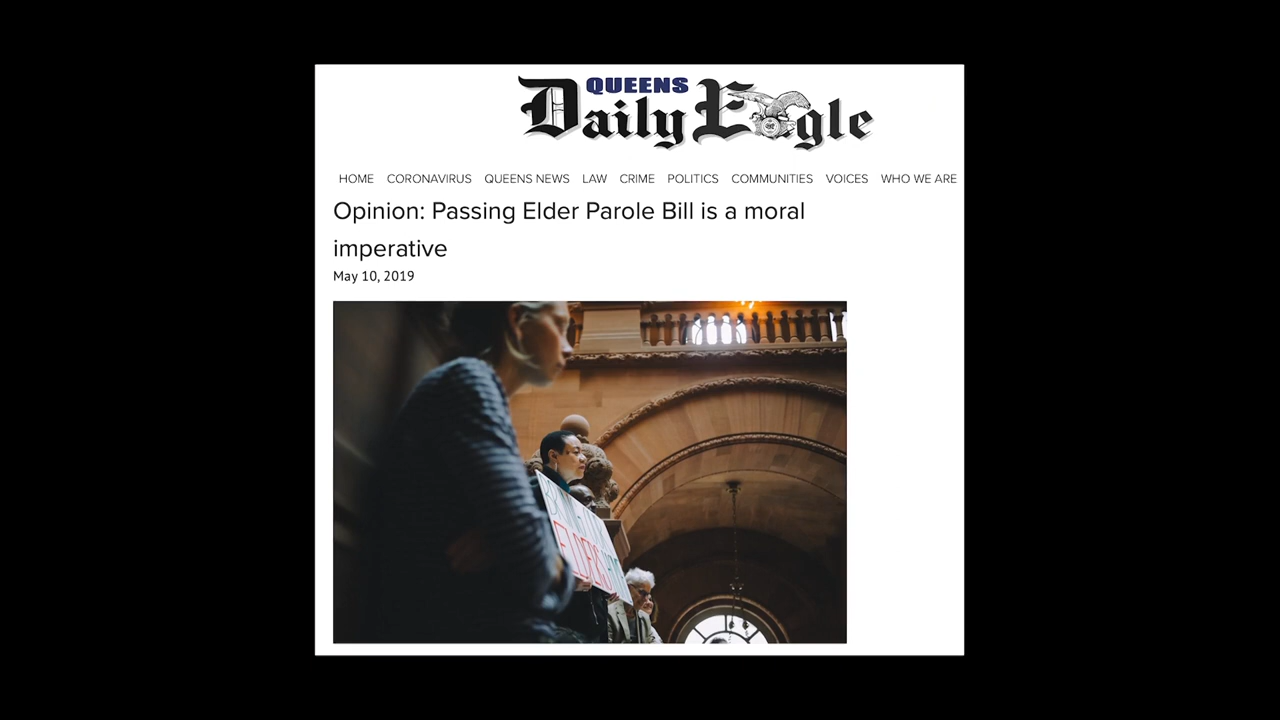 QUEENS
Daily Eagle
HOME CORONAVIRUS QUEENS NEWS LAW CRIME POLITICS COMMUNITIES VOICES WHO WE ARE
Opinion: Passing Elder Parole Bill is a moral
imperative
May 10, 2019
ELDERS